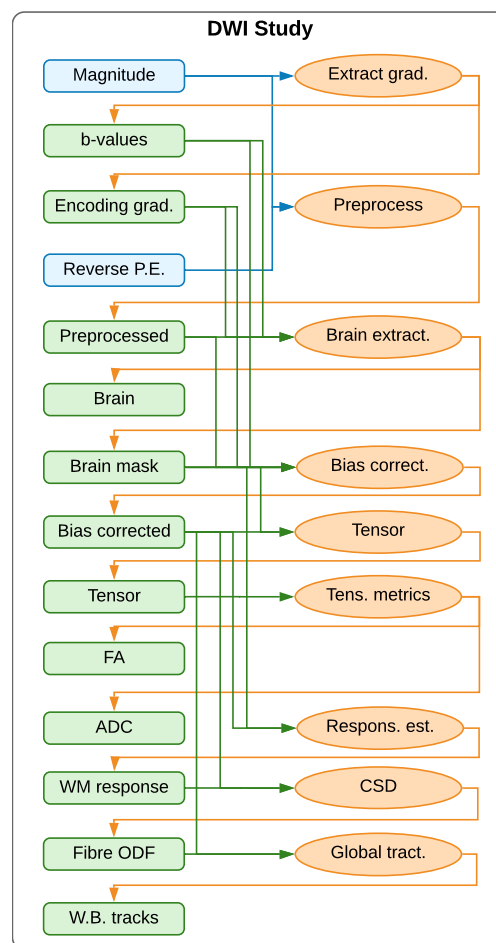 DWI Study
Magnitude
Extract grad.
b-values
Encoding grad.
Preprocess
Reverse P.E.
Preprocessed
Brain extract.
Brain
Brain mask
Bias correct.
Bias corrected
Tensor
Tensor
Tens. metrics
FA
ADC
Respons. est.
WM response
CSD
Fibre ODF
Global tract.
W.B. tracks